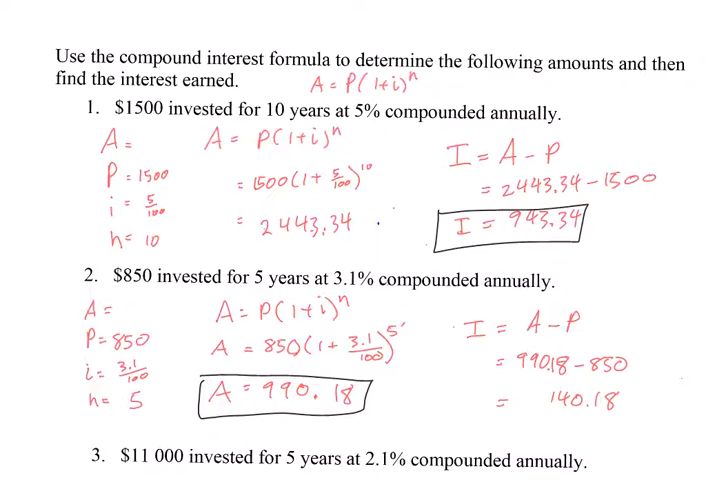 Use the compound interest formula to determine the following amounts and then
find the interest earned. A = P(1+i)^n
1. $1500 invested for 10 years at 5% compounded annually.
A =
P = 1500
i = 5/100
n = 10
A = P(1+i)^n
= 1500(1 + 5/100)^10
= 2443.34
I = A - P
= 2443.34 - 1500
I = 943.34
2. $850 invested for 5 years at 3.1% compounded annually.
A =
P = 850
i = 3.1/100
n = 5
A = P(1+i)^n
A = 850(1 + 3.1/100)^5
A = 990.18
I = A - P
= 990.18 - 850
= 140.18
3. $11 000 invested for 5 years at 2.1% compounded annually.